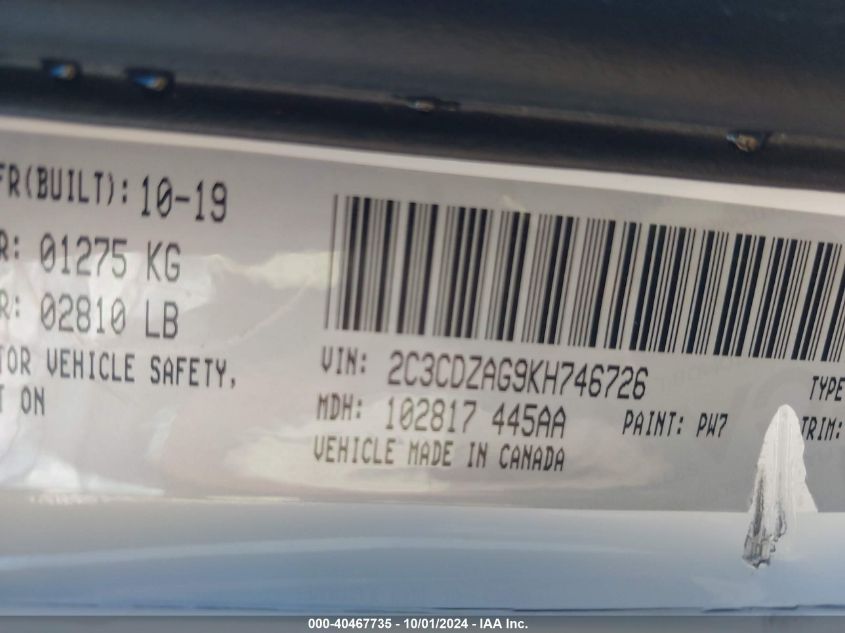 FR(BUILT): 10-19
R: 01275 KG
R: 02810 LB
TOR VEHICLE SAFETY,
T ON
VIN: 2C3CDZAG9KH746726
TYPE
MDH: 102817 445AA
PAINT: PW7
TRIM:
VEHICLE MADE IN CANADA
000-40467735 - 10/01/2024 - IAA Inc.